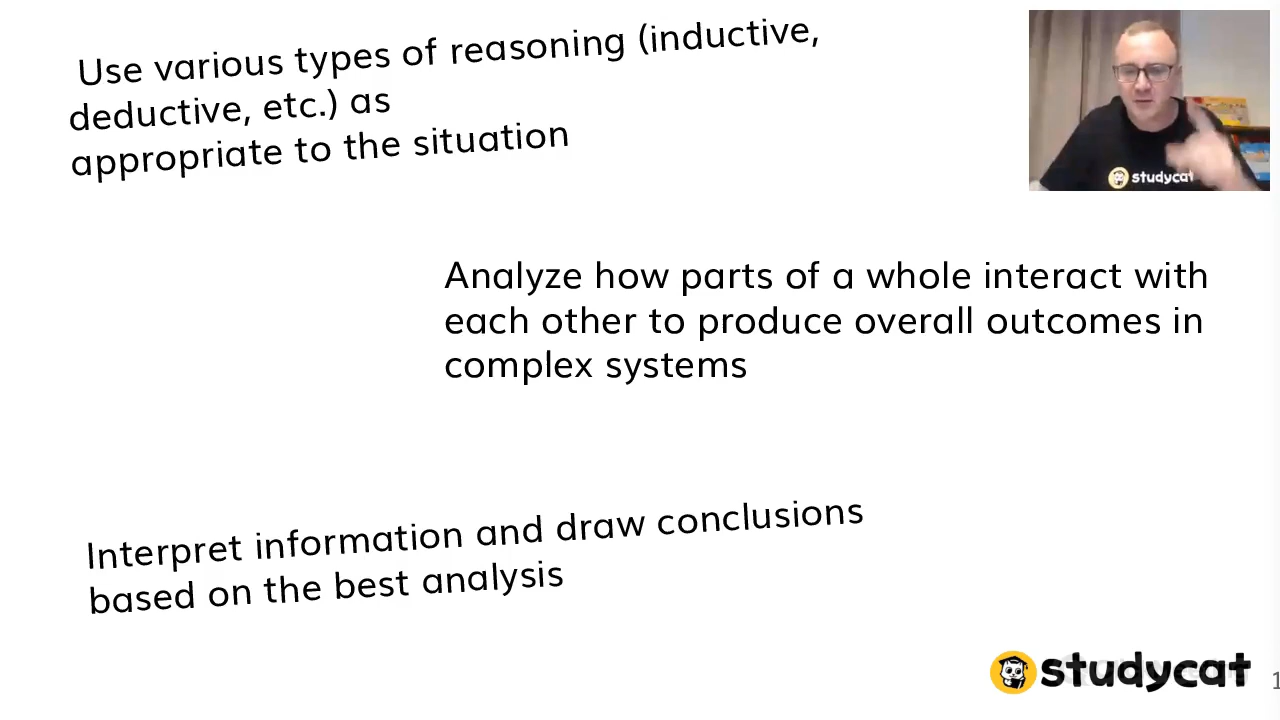 Use various types of reasoning (inductive,
deductive, etc.) as
appropriate to the situation
studycat
Analyze how parts of a whole interact with
each other to produce overall outcomes in
complex systems
Interpret information and draw conclusions
based on the best analysis
studycat
1